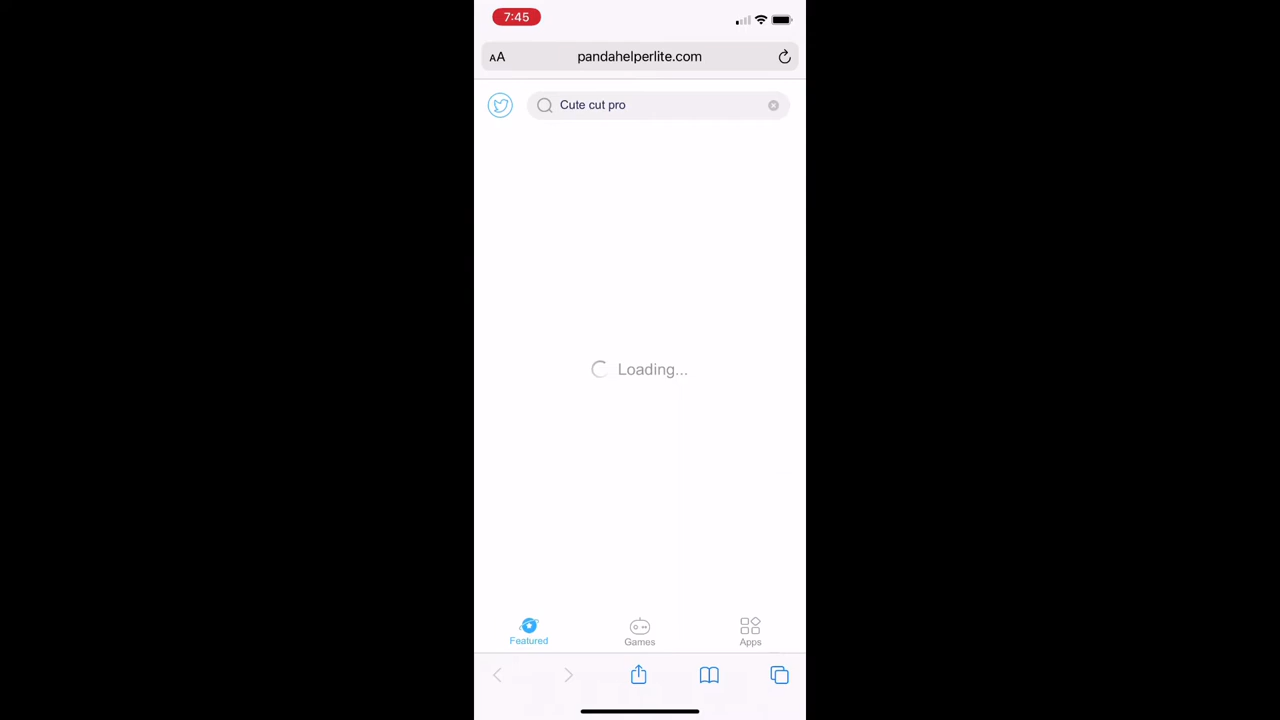 7:45
AA pandahelperlite.com
Cute cut pro
Loading...
Featured Games Apps